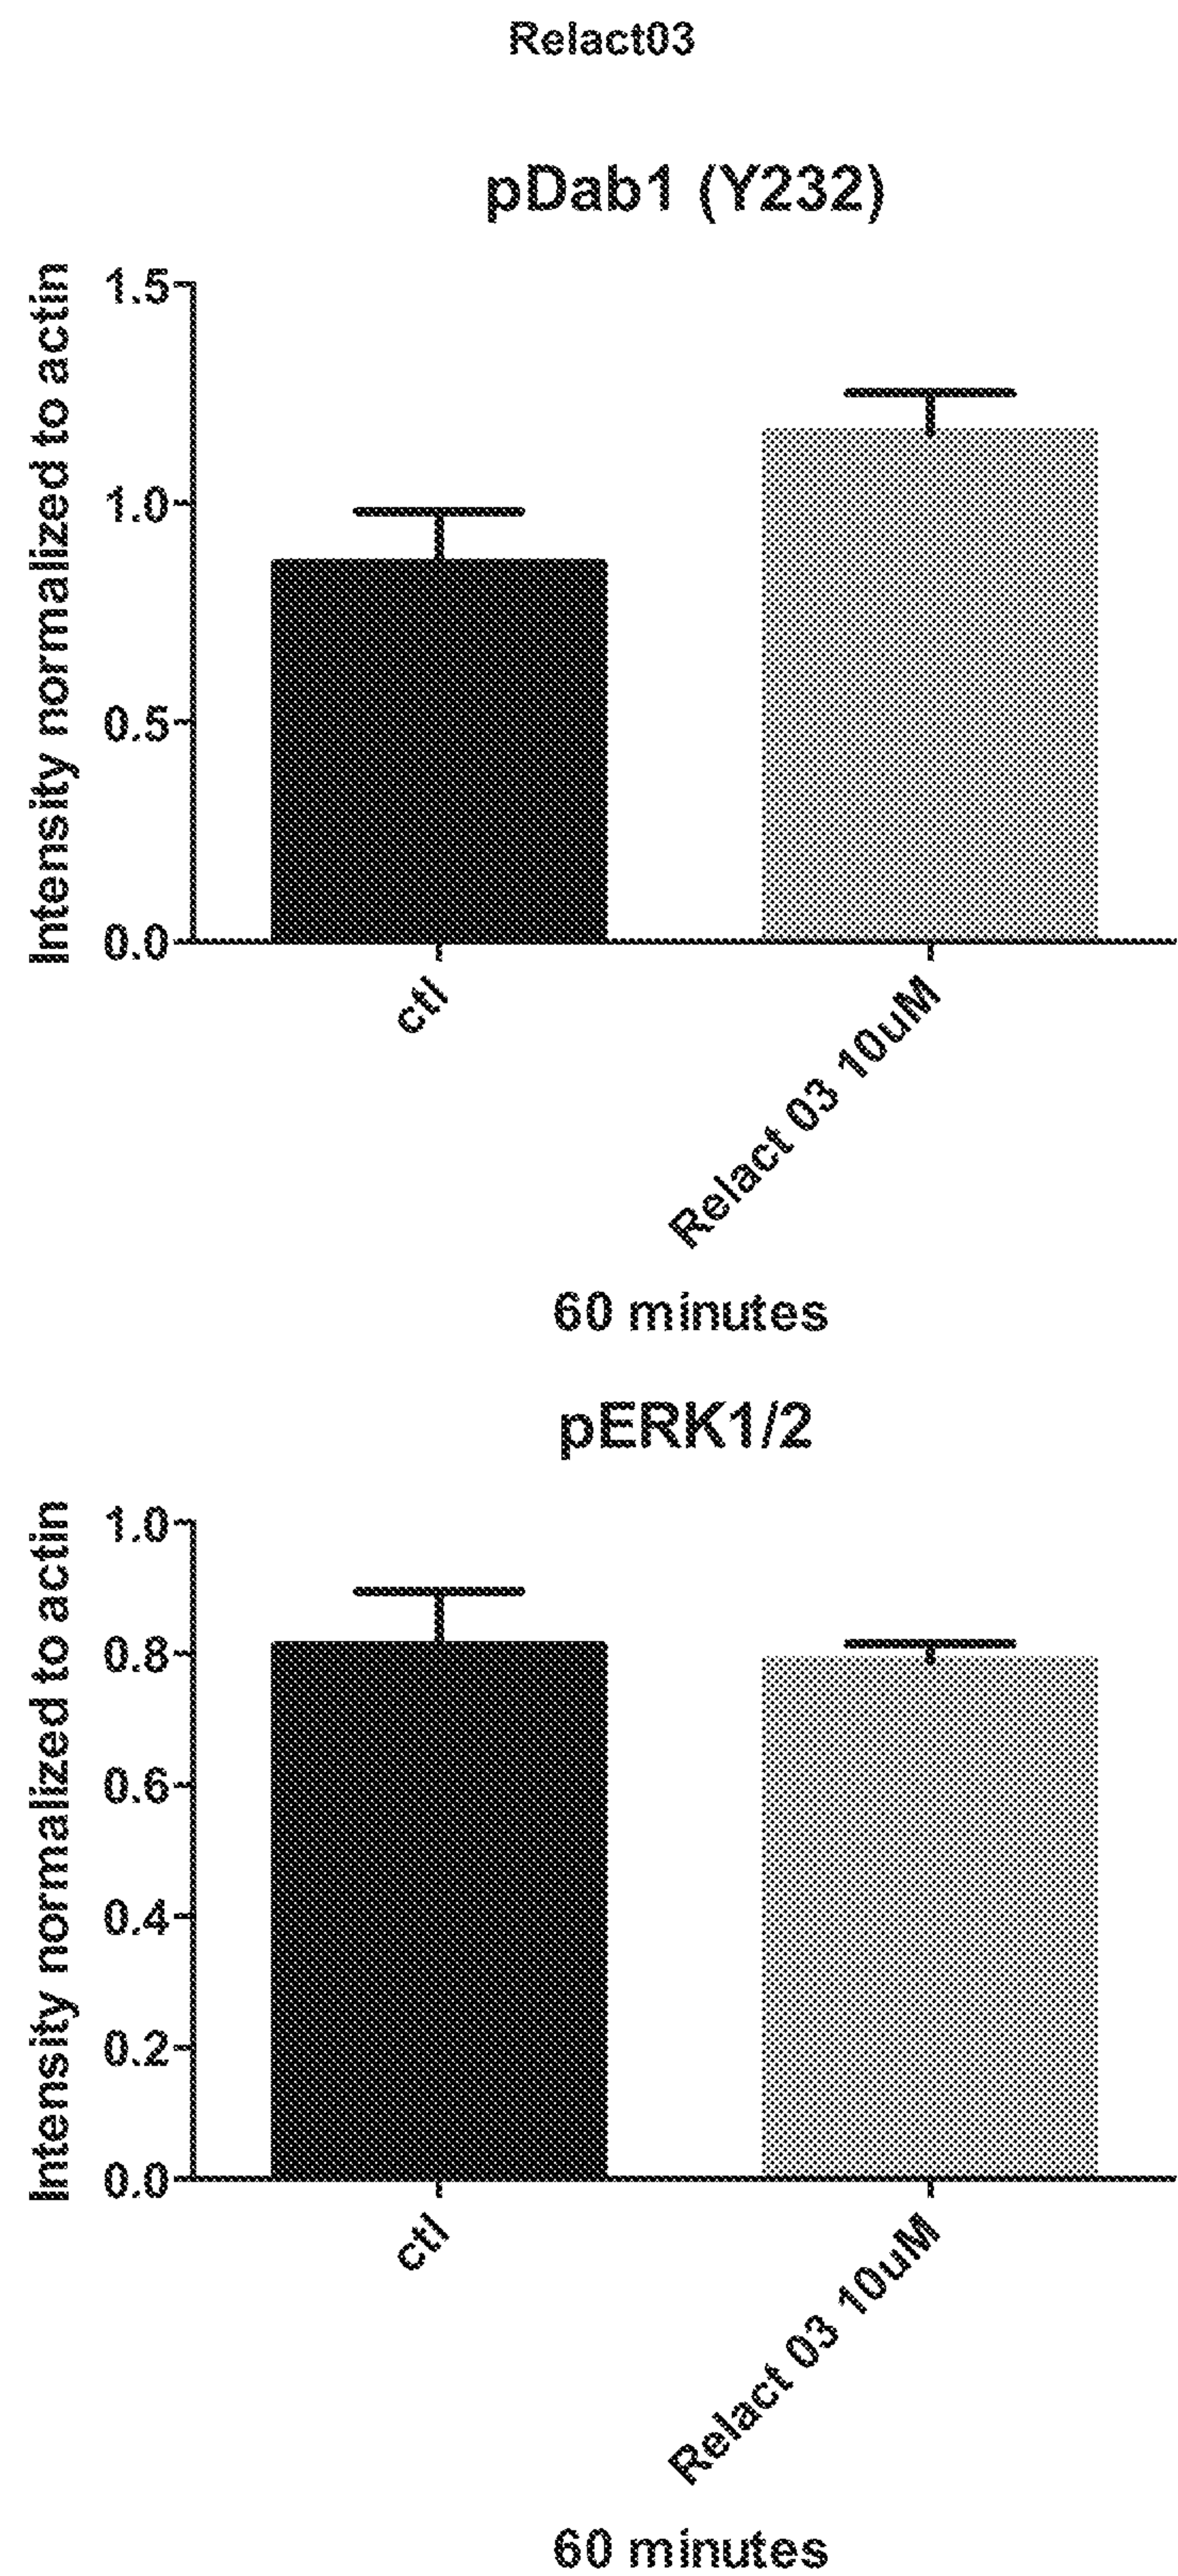 Relact03
pDab1 (Y232)
Intensity normalized to actin
1.5
1.0
0.5
0.0
ctl
Relact 03 10uM
60 minutes
pERK1/2
Intensity normalized to actin
1.0
0.8
0.6
0.4
0.2
0.0
ctl
Relact 03 10uM
60 minutes